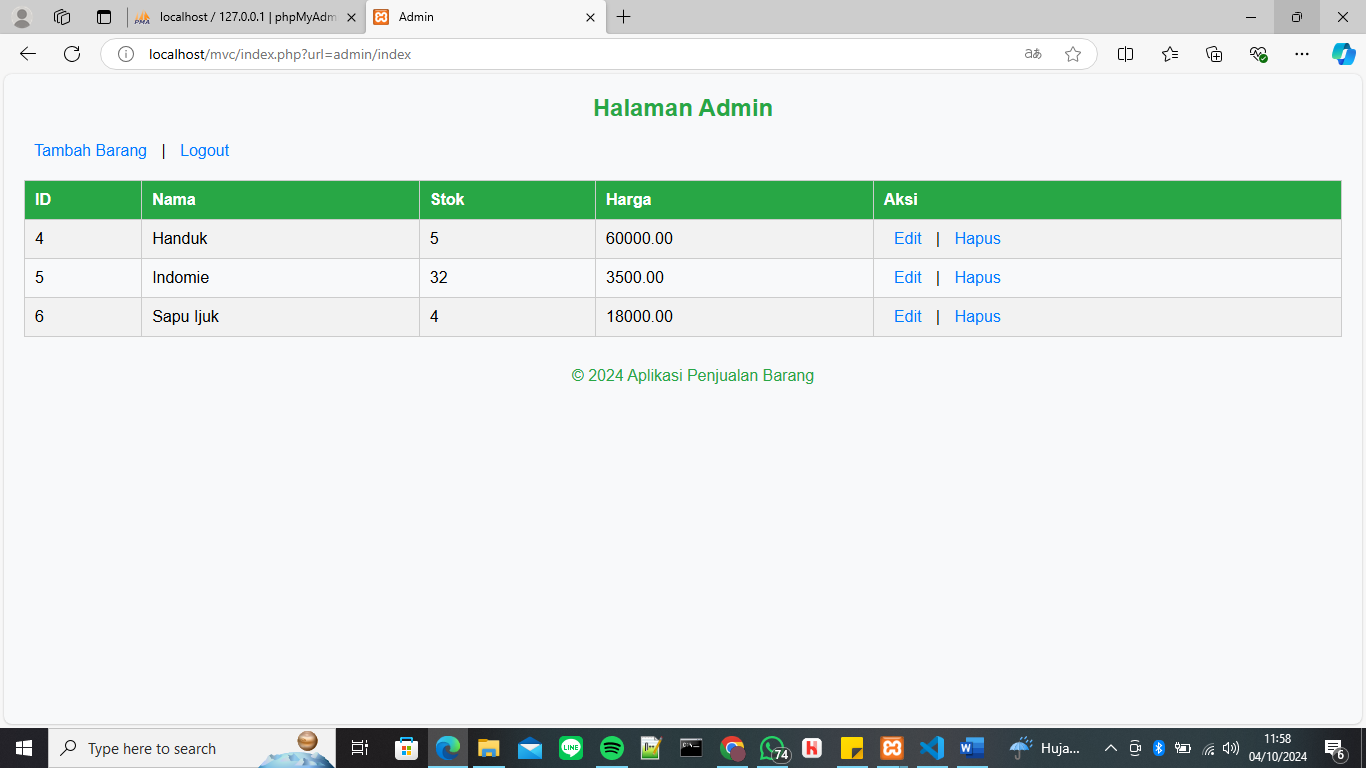 localhost / 127.0.0.1 | phpMyAdm
Admin
localhost/mvc/index.php?url=admin/index
Halaman Admin
Tambah Barang | Logout
ID Nama Stok Harga Aksi
4 Handuk 5 60000.00 Edit | Hapus
5 Indomie 32 3500.00 Edit | Hapus
6 Sapu Ijuk 4 18000.00 Edit | Hapus
© 2024 Aplikasi Penjualan Barang
Type here to search
LINE
74
Huja...
11:58
04/10/2024
6